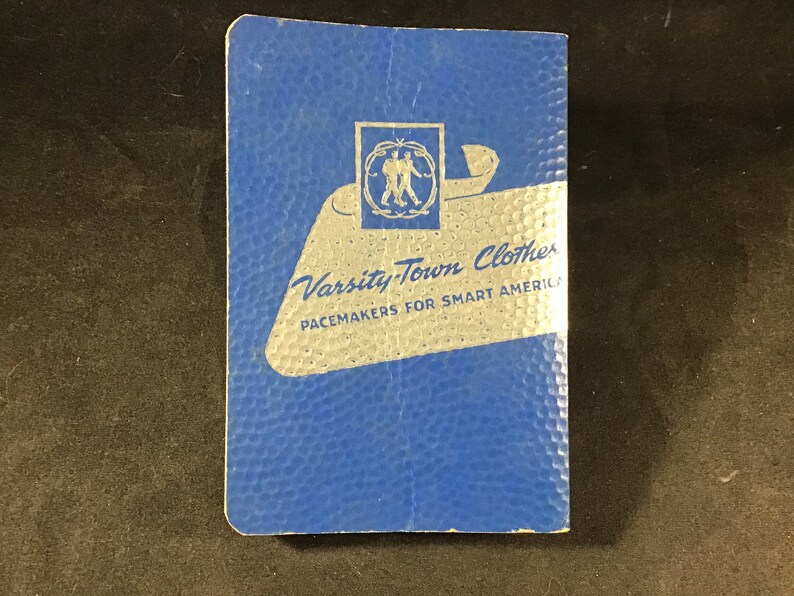 Varsity-Town Clothes
PACEMAKERS FOR SMART AMERICA